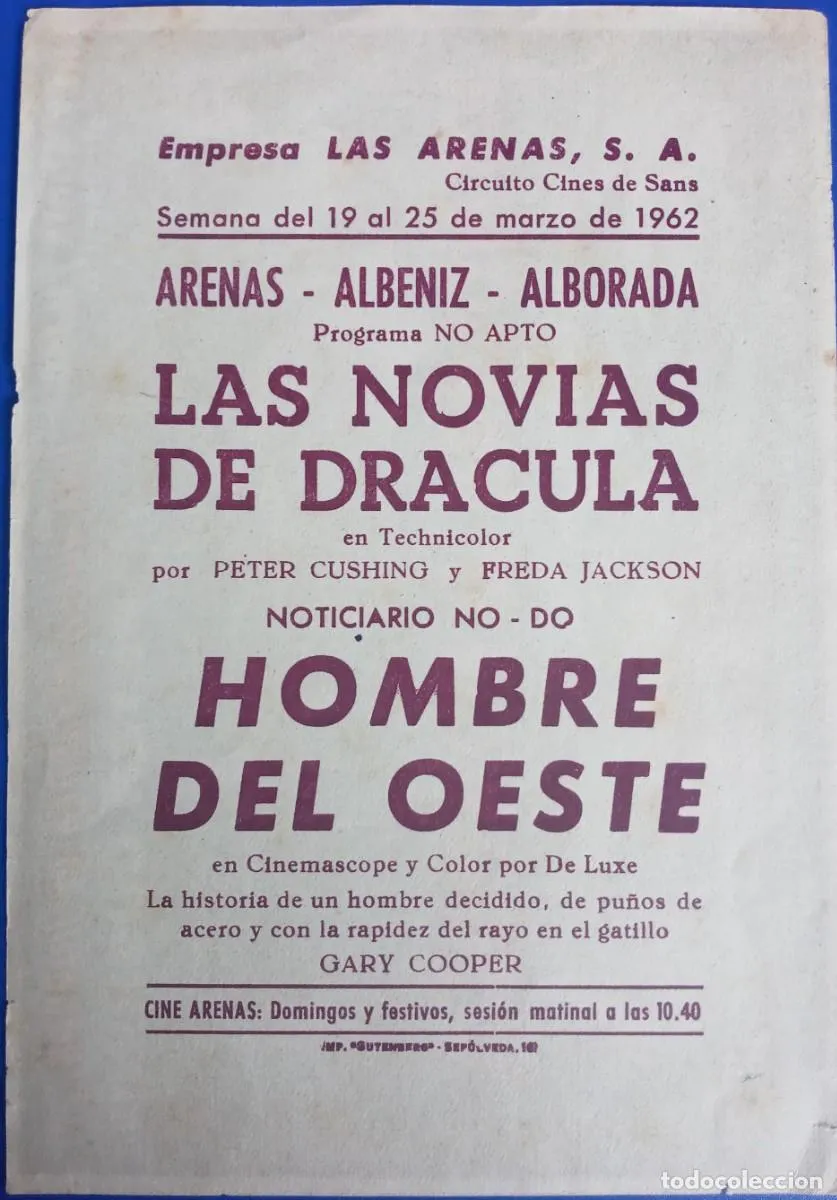 Empresa LAS ARENAS, S. A.
Circuito Cines de Sans
Semana del 19 al 25 de marzo de 1962
ARENAS - ALBENIZ - ALBORADA
Programa NO APTO
LAS NOVIAS
DE DRACULA
en Technicolor
por PETER CUSHING y FREDA JACKSON
NOTICIARIO NO - DO
HOMBRE
DEL OESTE
en Cinemascope y Color por De Luxe
La historia de un hombre decidido, de puños de
acero y con la rapidez del rayo en el gatillo
GARY COOPER
CINE ARENAS: Domingos y festivos, sesión matinal a las 10.40
IMP. "GUTENBERG" - SEPÚLVEDA,
todocoleccion